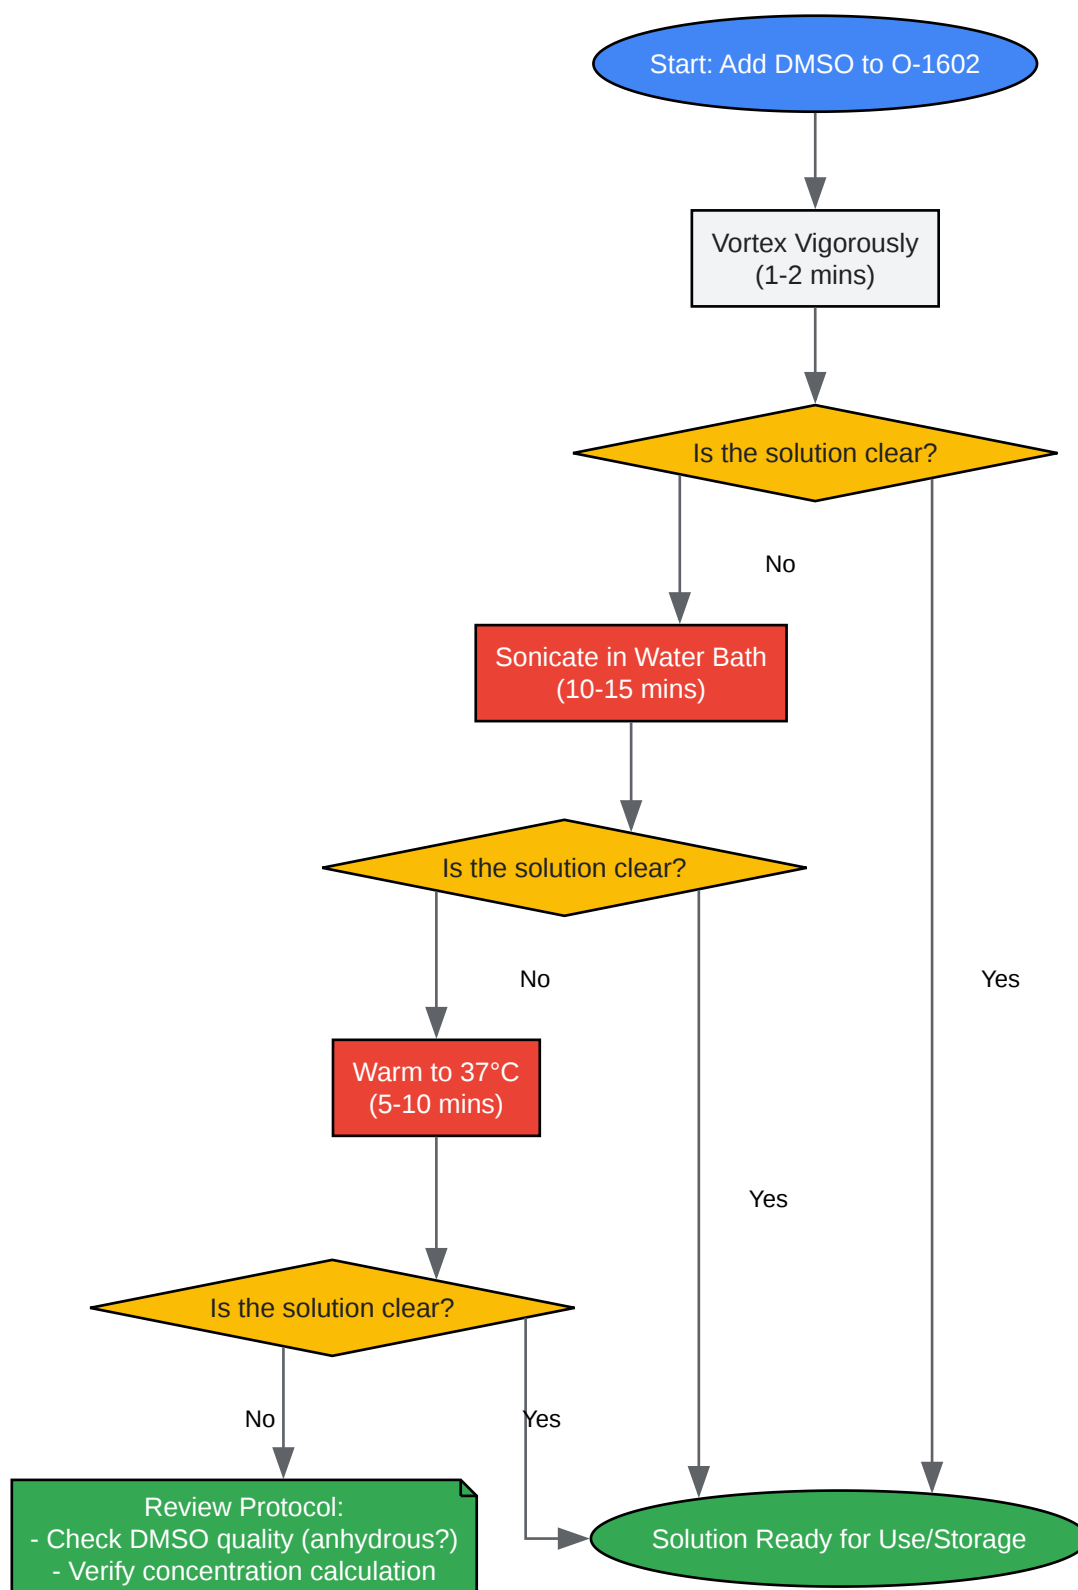 Start: Add DMSO to O-1602
Vortex Vigorously
(1-2 mins)
Is the solution clear?
No
Sonicate in Water Bath
(10-15 mins)
Is the solution clear?
No
Yes
Warm to 37°C
(5-10 mins)
Yes
Is the solution clear?
No
Yes
Review Protocol:
- Check DMSO quality (anhydrous?)
- Verify concentration calculation
Solution Ready for Use/Storage